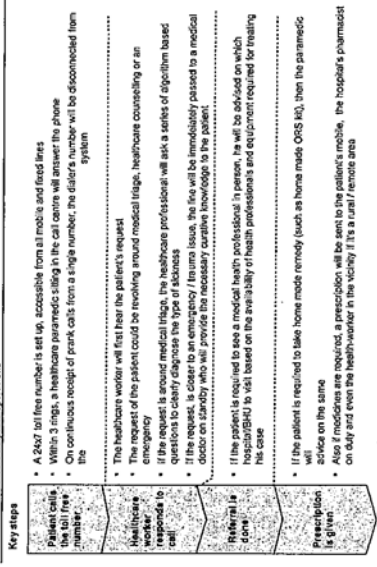 Key steps
Patient calls
the toll free
number
• A 24x7 toll free number is set up, accessible from all mobile and fixed lines
• Within 3 rings, a healthcare paramedic sitting in the call centre will answer the phone
• On continuous receipt of prank calls from a single number, the dialer's number will be disconnected from
the
system
Healthcare
worker
responds to
call
• The healthcare worker will first hear the patient's request
• The request of the patient could be revolving around medical triage, healthcare counselling or an
emergency
• If the request is around medical triage, the healthcare professional will ask a series of algorithm based
questions to clearly diagnose the type of sickness
• If the request, is closer to an emergency / trauma issue, the line will be immediately passed to a medical
doctor on standby who will provide the necessary curative knowledge to the patient
Referral is
done
• If the patient is required to see a medical health professional in person, he will be advised on which
hospital/BHU to visit based on the availability of health professionals and equipment required for treating
his case
Prescription
is given
• If the patient is required to take home made remedy (such as home made ORS kit), then the paramedic
will
advice on the same
• Also if medicines are required, a prescription will be sent to the patient's mobile, the hospital's pharmacist
on duty and even the health-worker in the vicinity if it's a rural / remote area